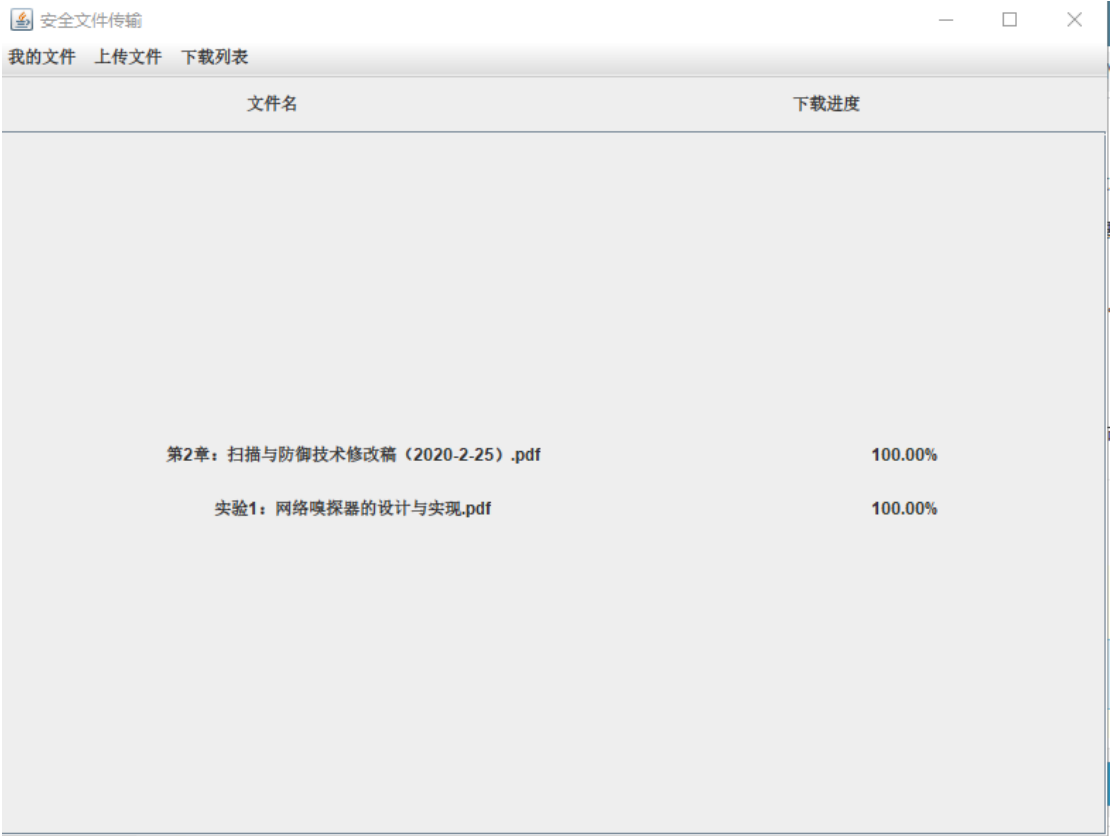 安全文件传输
我的文件 上传文件 下载列表
文件名 下载进度
第2章：扫描与防御技术修改稿（2020-2-25）.pdf 100.00%
实验1：网络嗅探器的设计与实现.pdf 100.00%